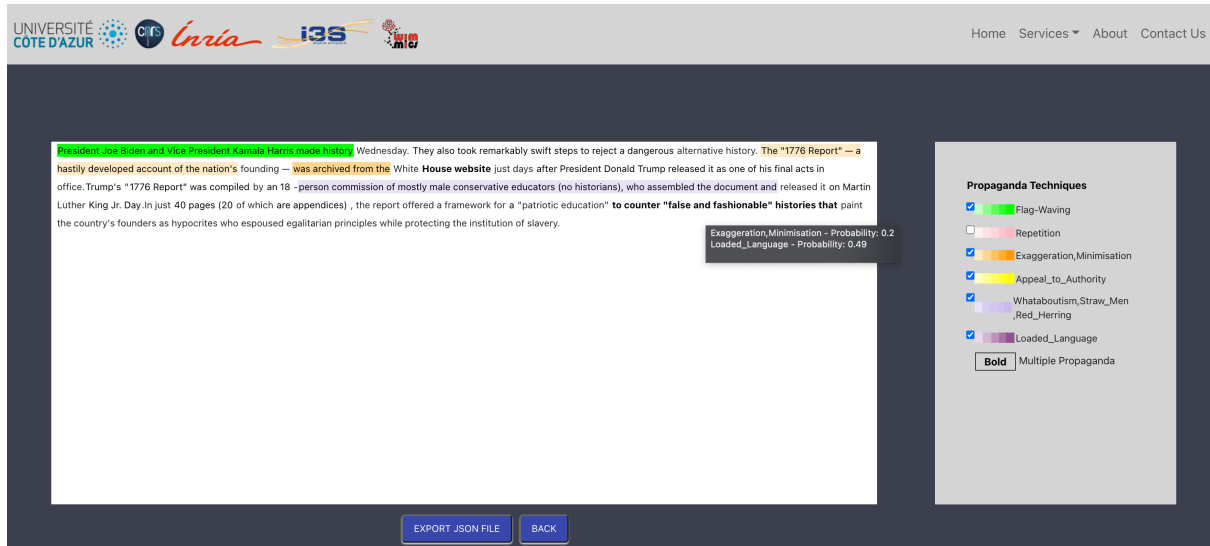 UNIVERSITÉ
CÔTE D'AZUR
cnrs
Inria
i3S
sophia antipolis
wim
mics
Home Services About Contact Us
President Joe Biden and Vice President Kamala Harris made history Wednesday. They also took remarkably swift steps to reject a dangerous alternative history. The "1776 Report" — a
hastily developed account of the nation's founding — was archived from the White House website just days after President Donald Trump released it as one of his final acts in
office.Trump's "1776 Report" was compiled by an 18 -person commission of mostly male conservative educators (no historians), who assembled the document and released it on Martin
Luther King Jr. Day.In just 40 pages (20 of which are appendices) , the report offered a framework for a "patriotic education" to counter "false and fashionable" histories that paint
the country's founders as hypocrites who espoused egalitarian principles while protecting the institution of slavery.
Exaggeration,Minimisation - Probability: 0.2
Loaded_Language - Probability: 0.49
Propaganda Techniques
Flag-Waving
Repetition
Exaggeration,Minimisation
Appeal_to_Authority
Whataboutism,Straw_Men
,Red_Herring
Loaded_Language
Bold Multiple Propaganda
EXPORT JSON FILE BACK